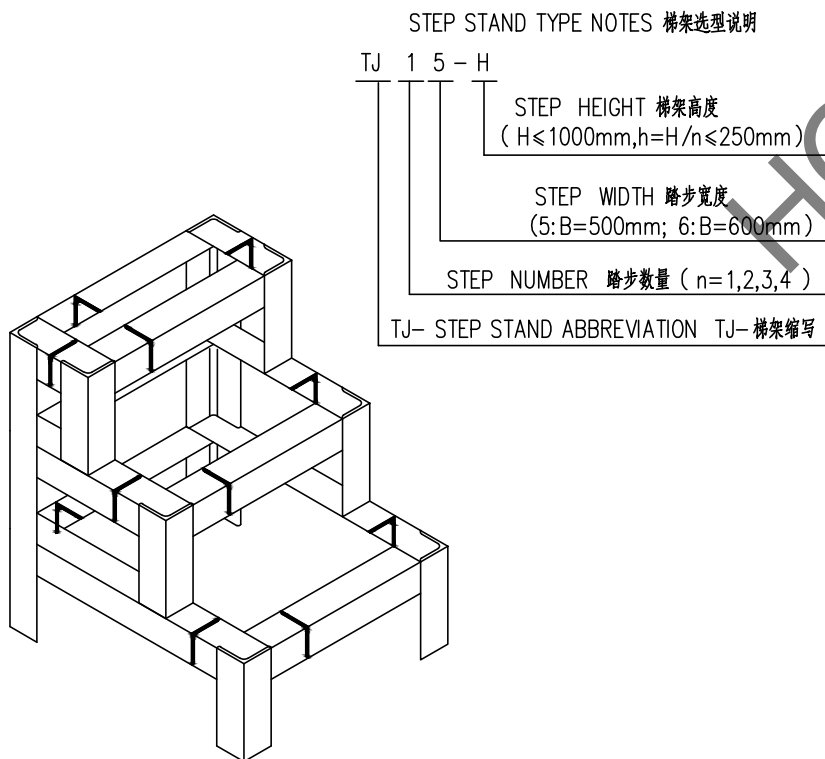 STEP STAND TYPE NOTES 梯架选型说明
TJ 1 5 - H
STEP HEIGHT 梯架高度
( H≤1000mm,h=H/n≤250mm )
STEP WIDTH 踏步宽度
(5:B=500mm; 6:B=600mm )
STEP NUMBER 踏步数量 ( n=1,2,3,4 )
TJ- STEP STAND ABBREVIATION TJ-梯架缩写